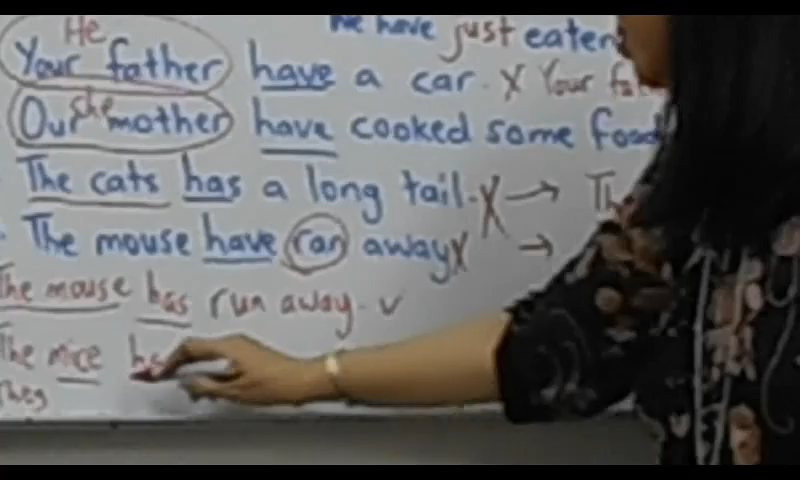 We have just eaten
He
Your father have a car. X Your fat
she
Our mother have cooked some food
The cats has a long tail. X → Th
The mouse have ran away X →
The mouse has run away. ✓
The mice ha
They